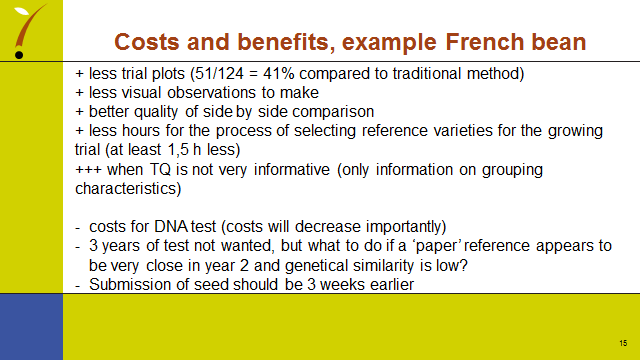 Costs and benefits, example French bean
+ less trial plots (51/124 = 41% compared to traditional method)
+ less visual observations to make
+ better quality of side by side comparison
+ less hours for the process of selecting reference varieties for the growing
trial (at least 1,5 h less)
+++ when TQ is not very informative (only information on grouping
characteristics)
- costs for DNA test (costs will decrease importantly)
- 3 years of test not wanted, but what to do if a ‘paper’ reference appears to
be very close in year 2 and genetical similarity is low?
- Submission of seed should be 3 weeks earlier
15